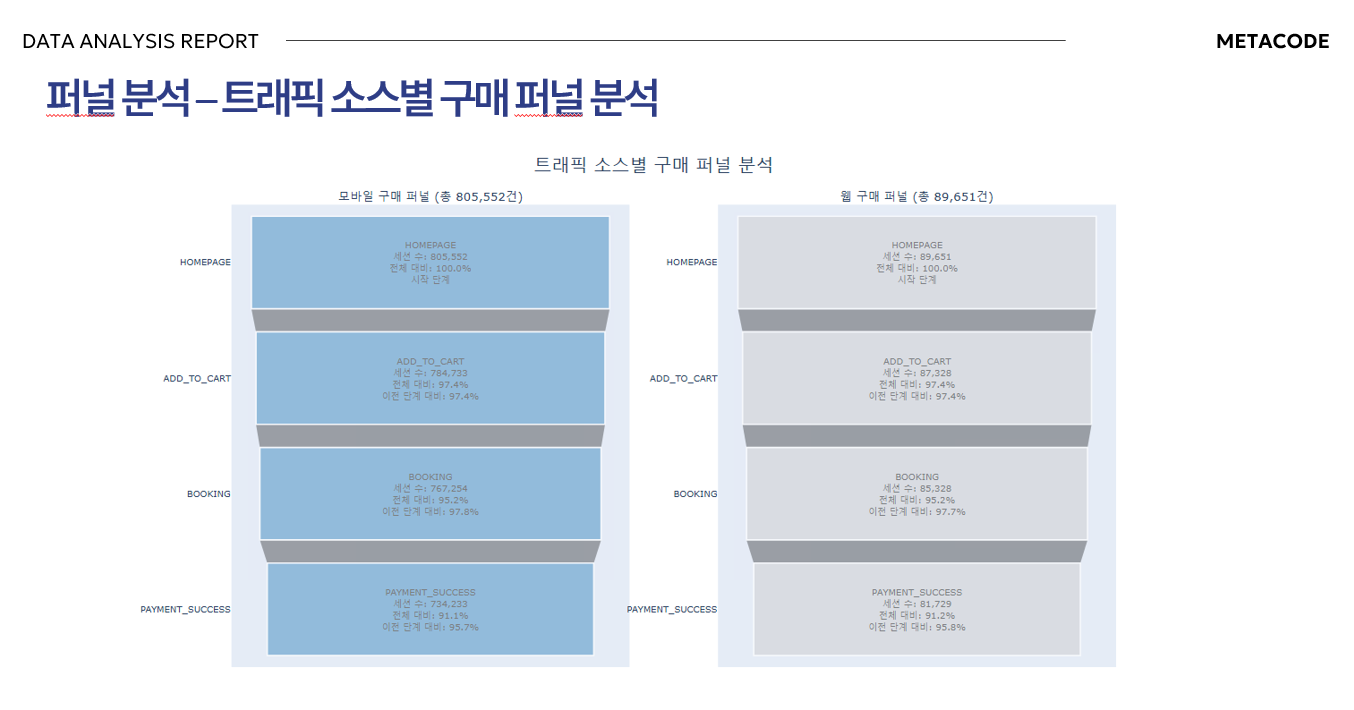 DATA ANALYSIS REPORT
METACODE
퍼널 분석 – 트래픽 소스별 구매 퍼널 분석
트래픽 소스별 구매 퍼널 분석
모바일 구매 퍼널 (총 805,552건)
HOMEPAGE
HOMEPAGE
세션 수: 805,552
전체 대비: 100.0%
시작 단계
ADD_TO_CART
ADD_TO_CART
세션 수: 784,733
전체 대비: 97.4%
이전 단계 대비: 97.4%
BOOKING
BOOKING
세션 수: 767,254
전체 대비: 95.2%
이전 단계 대비: 97.8%
PAYMENT_SUCCESS
PAYMENT_SUCCESS
세션 수: 734,233
전체 대비: 91.1%
이전 단계 대비: 95.7%
웹 구매 퍼널 (총 89,651건)
HOMEPAGE
HOMEPAGE
세션 수: 89,651
전체 대비: 100.0%
시작 단계
ADD_TO_CART
ADD_TO_CART
세션 수: 87,328
전체 대비: 97.4%
이전 단계 대비: 97.4%
BOOKING
BOOKING
세션 수: 85,328
전체 대비: 95.2%
이전 단계 대비: 97.7%
PAYMENT_SUCCESS
PAYMENT_SUCCESS
세션 수: 81,729
전체 대비: 91.2%
이전 단계 대비: 95.8%